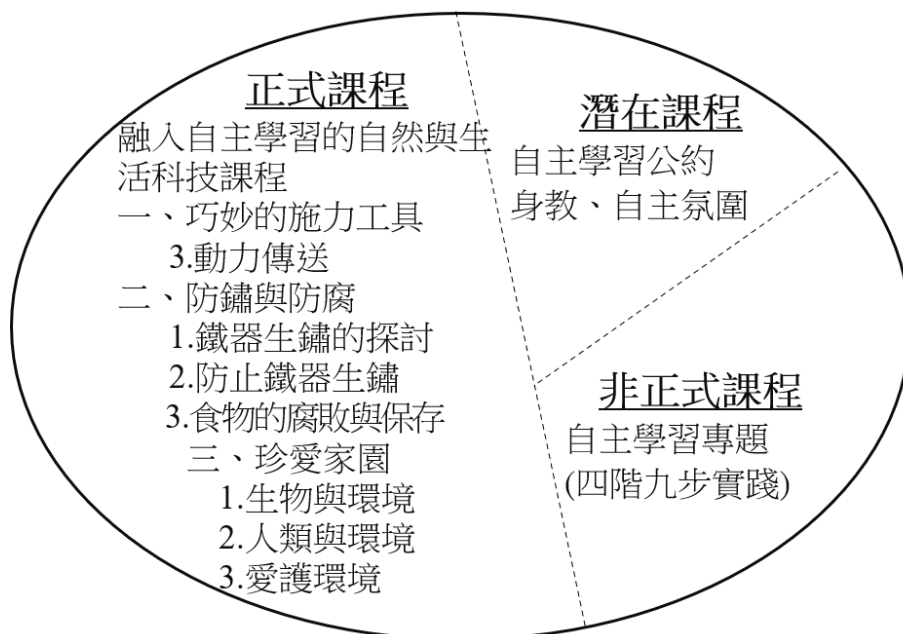 正式課程
融入自主學習的自然與生
活科技課程
一、巧妙的施力工具
3.動力傳送
二、防鏽與防腐
1.鐵器生鏽的探討
2.防止鐵器生鏽
3.食物的腐敗與保存
三、珍愛家園
1.生物與環境
2.人類與環境
3.愛護環境
潛在課程
自主學習公約
身教、自主氛圍
非正式課程
自主學習專題
(四階九步實踐)